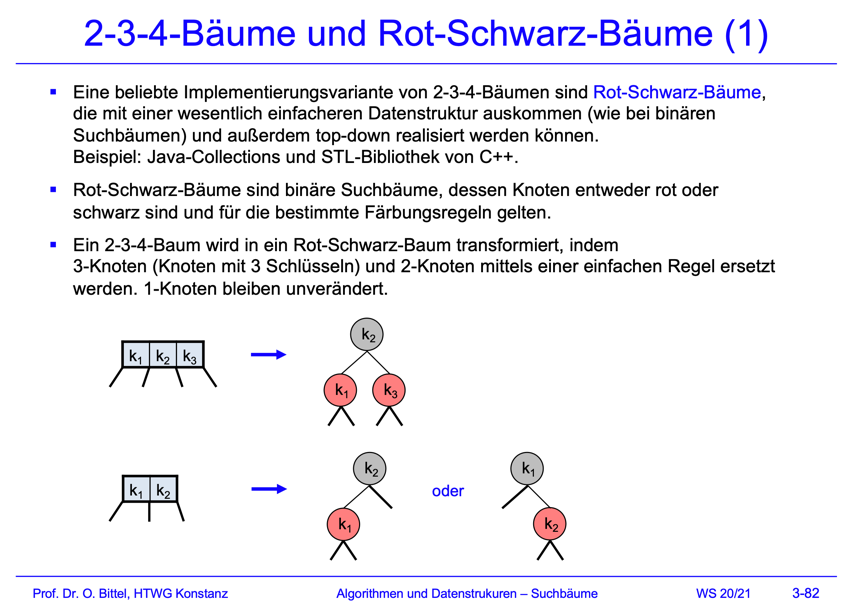 2-3-4-Bäume und Rot-Schwarz-Bäume (1)
▪ Eine beliebte Implementierungsvariante von 2-3-4-Bäumen sind Rot-Schwarz-Bäume,
die mit einer wesentlich einfacheren Datenstruktur auskommen (wie bei binären
Suchbäumen) und außerdem top-down realisiert werden können.
Beispiel: Java-Collections und STL-Bibliothek von C++.
▪ Rot-Schwarz-Bäume sind binäre Suchbäume, dessen Knoten entweder rot oder
schwarz sind und für die bestimmte Färbungsregeln gelten.
▪ Ein 2-3-4-Baum wird in ein Rot-Schwarz-Baum transformiert, indem
3-Knoten (Knoten mit 3 Schlüsseln) und 2-Knoten mittels einer einfachen Regel ersetzt
werden. 1-Knoten bleiben unverändert.
k₂
k₁ k₂ k₃
k₁ k₃
k₂ k₁
k₁ k₂ oder
k₁ k₂
Prof. Dr. O. Bittel, HTWG Konstanz Algorithmen und Datenstrukuren – Suchbäume WS 20/21 3-82